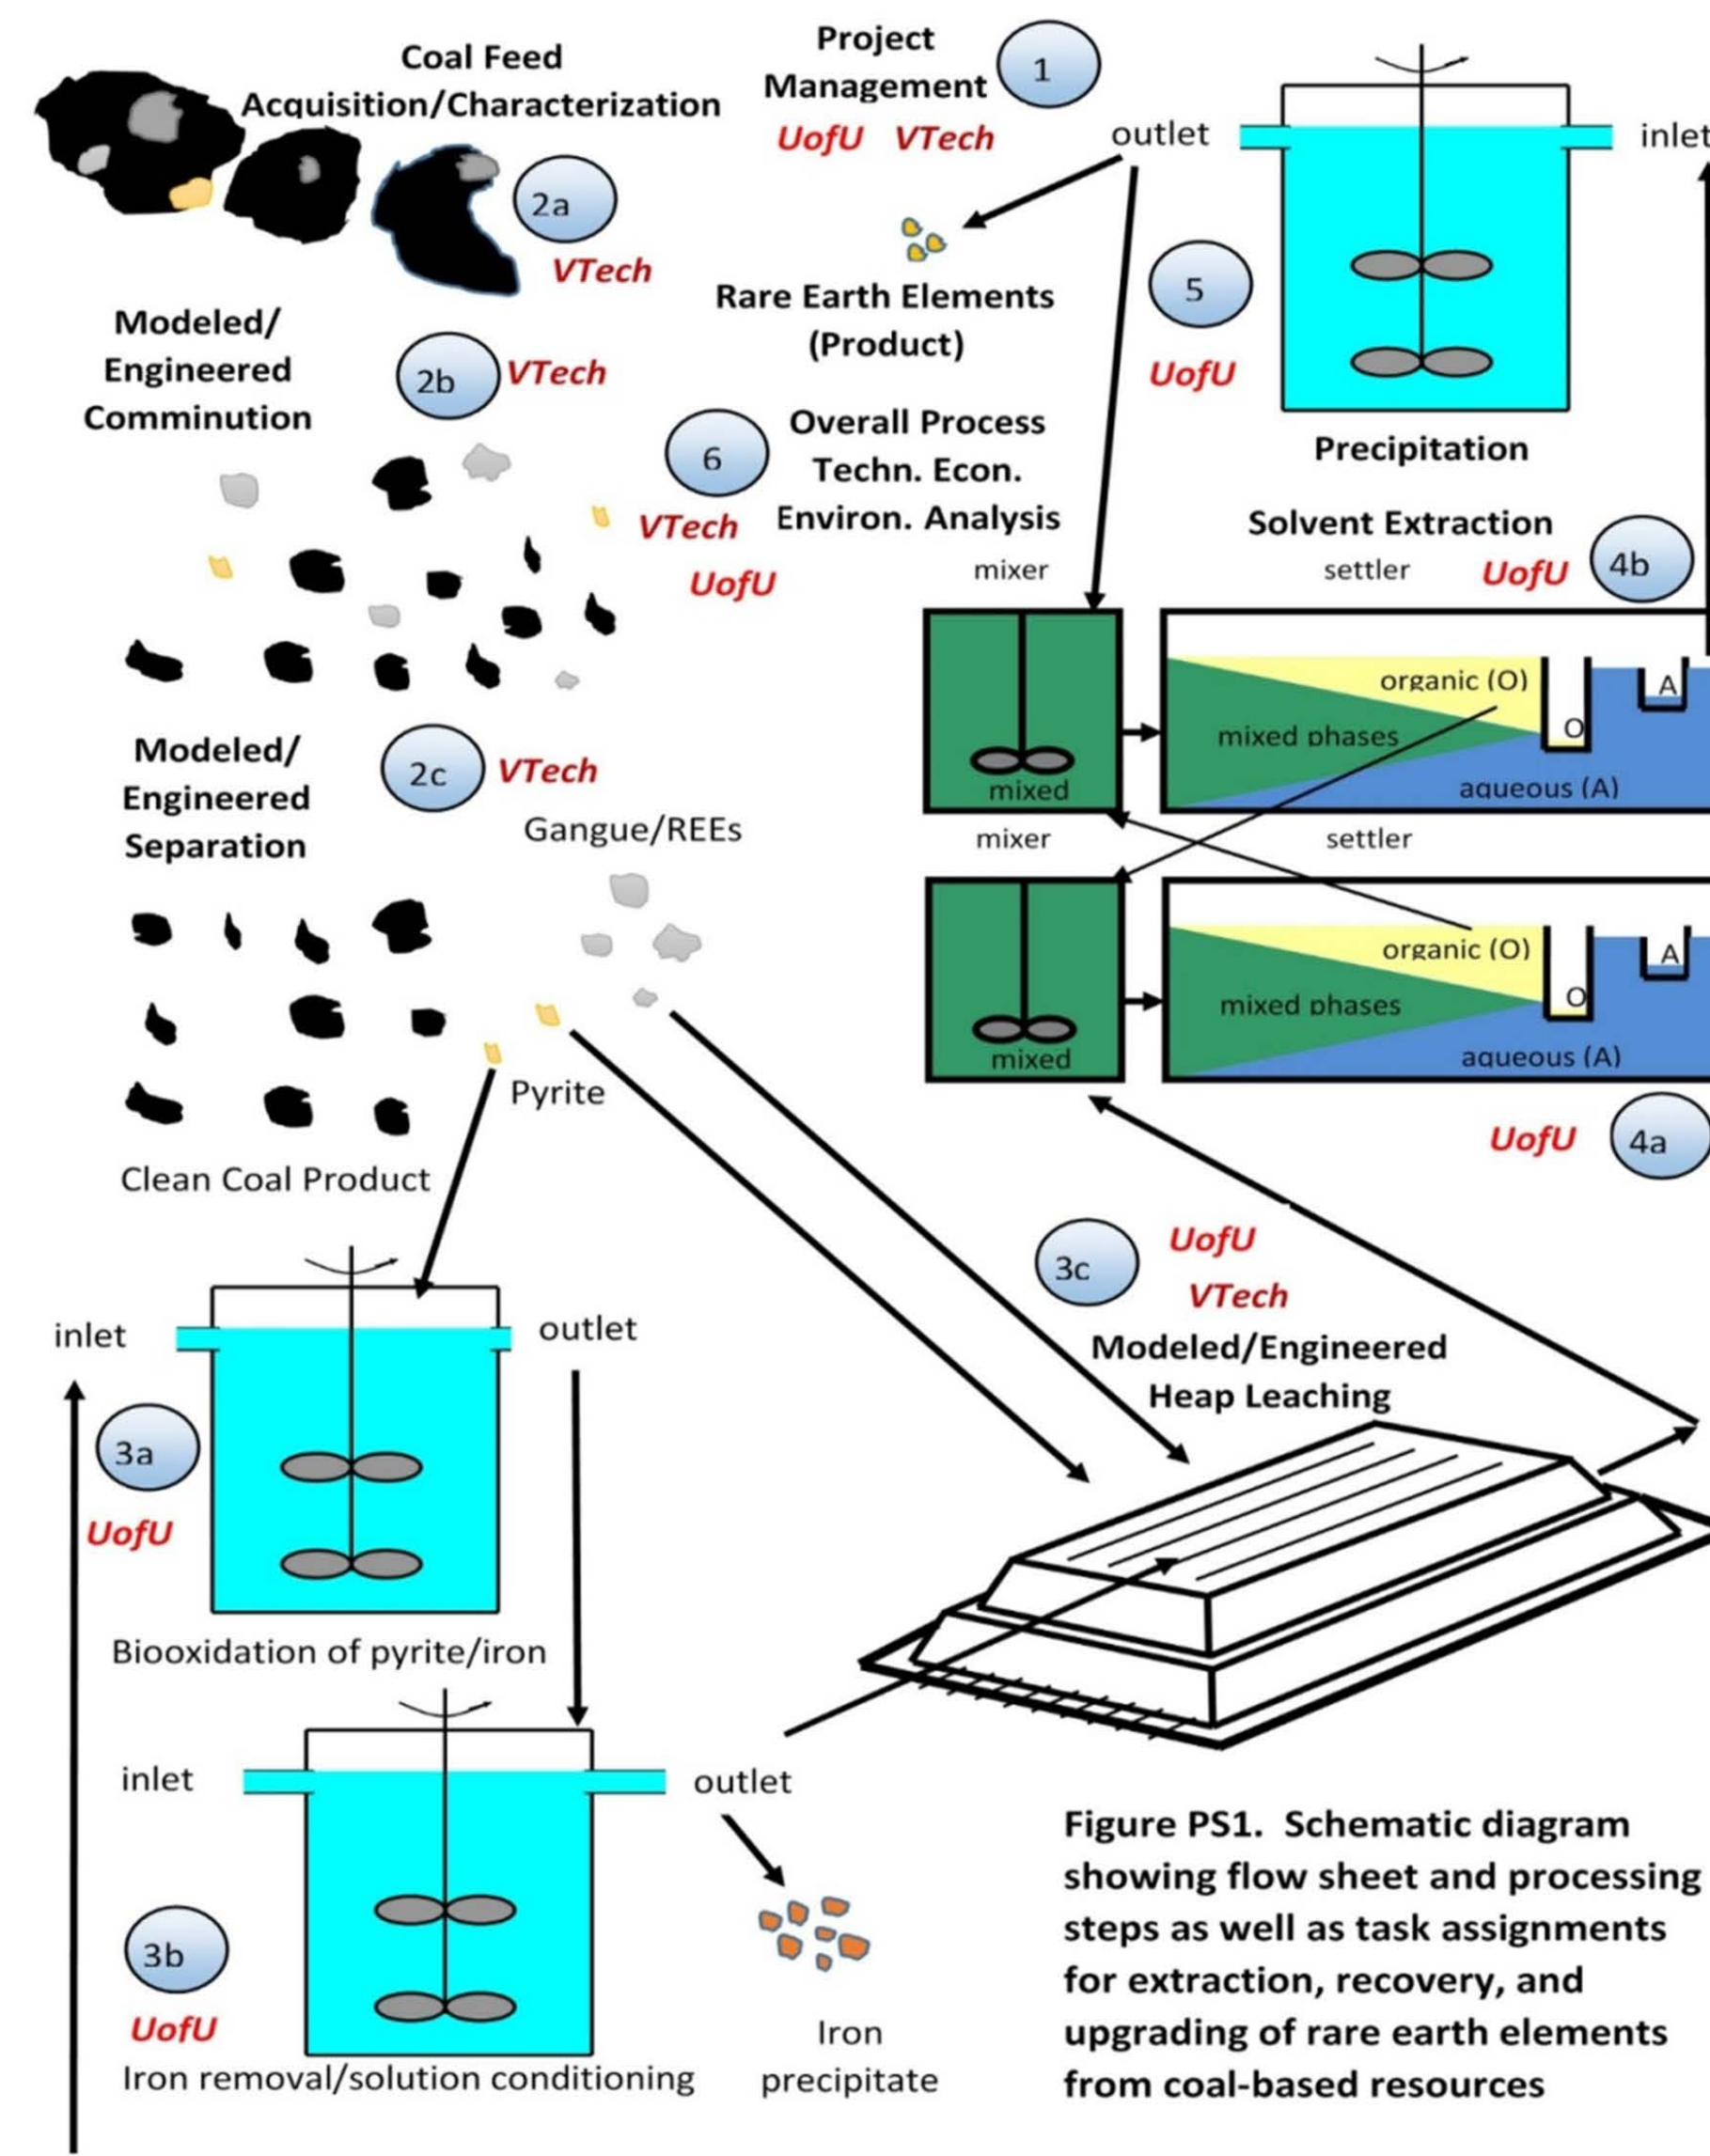 Coal Feed
Acquisition/Characterization
2a
VTech
Project
Management
1
UofU VTech
outlet
inlet
Rare Earth Elements
(Product)
5
UofU
Precipitation
Modeled/
Engineered
Comminution
2b
VTech
6
VTech
UofU
Overall Process
Techn. Econ.
Environ. Analysis
Solvent Extraction
mixer
settler
UofU
4b
organic (O)
mixed phases
O
A
aqueous (A)
mixed
mixer
settler
organic (O)
mixed phases
O
A
aqueous (A)
mixed
UofU
4a
Modeled/
Engineered
Separation
2c
VTech
Gangue/REEs
Pyrite
Clean Coal Product
3c
UofU
VTech
Modeled/Engineered
Heap Leaching
inlet
outlet
3a
UofU
Biooxidation of pyrite/iron
inlet
outlet
3b
UofU
Iron removal/solution conditioning
Iron
precipitate
Figure PS1. Schematic diagram
showing flow sheet and processing
steps as well as task assignments
for extraction, recovery, and
upgrading of rare earth elements
from coal-based resources